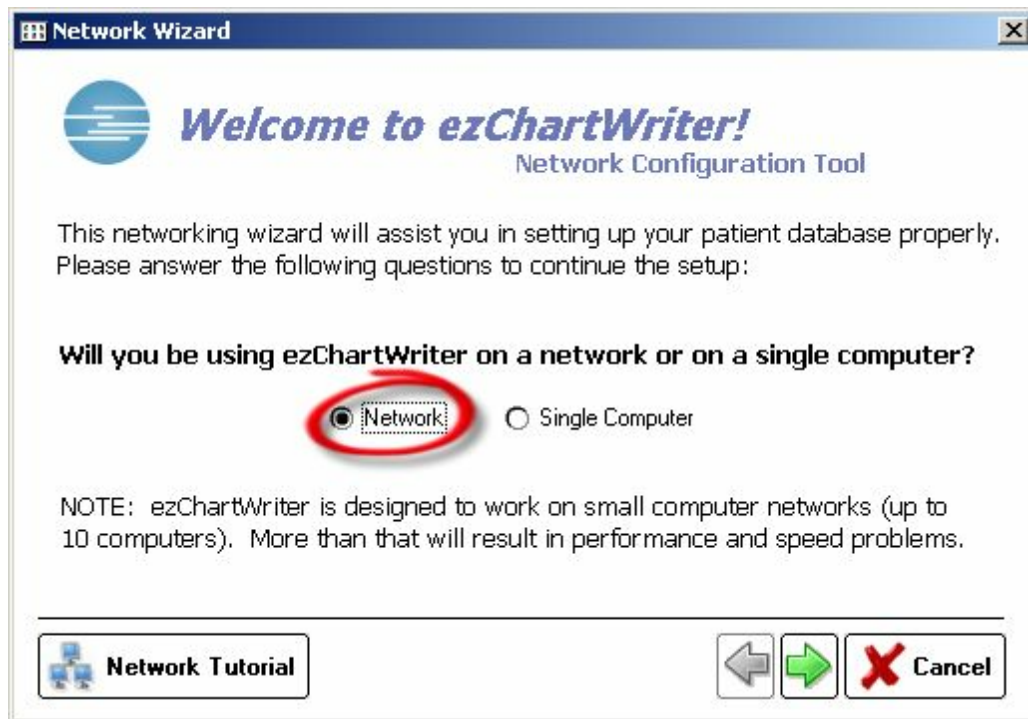 Network Wizard
Welcome to ezChartWriter!
Network Configuration Tool
This networking wizard will assist you in setting up your patient database properly.
Please answer the following questions to continue the setup:
Will you be using ezChartWriter on a network or on a single computer?
Network Single Computer
NOTE: ezChartWriter is designed to work on small computer networks (up to
10 computers). More than that will result in performance and speed problems.
Network Tutorial Cancel